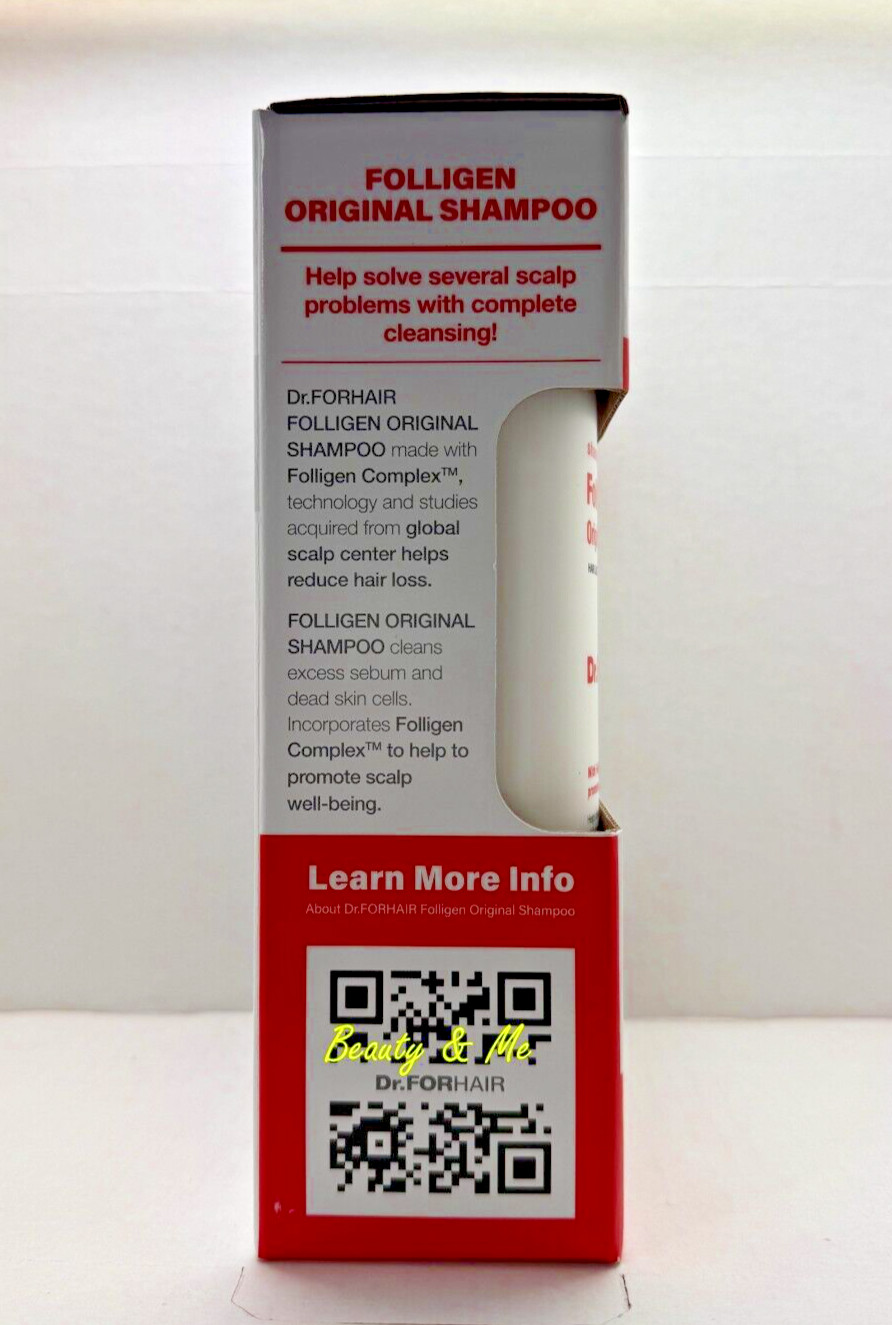 FOLLIGEN
ORIGINAL SHAMPOO
Help solve several scalp
problems with complete
cleansing!
Dr.FORHAIR
FOLLIGEN ORIGINAL
SHAMPOO made with
Folligen Complex™,
technology and studies
acquired from global
scalp center helps
reduce hair loss.
FOLLIGEN ORIGINAL
SHAMPOO cleans
excess sebum and
dead skin cells.
Incorporates Folligen
Complex™ to help to
promote scalp
well-being.
Learn More Info
About Dr.FORHAIR Folligen Original Shampoo
Beauty & Me
Dr.FORHAIR